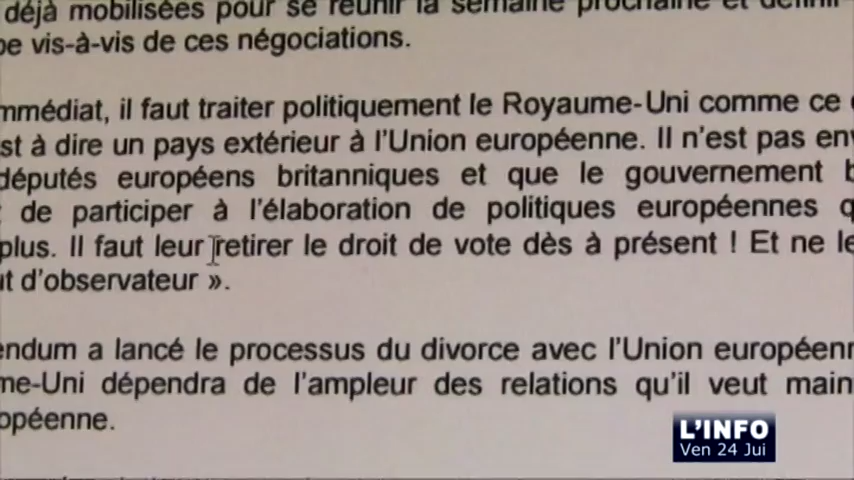 déjà mobilisées pour se réunir la semaine prochaine et définir
pe vis-à-vis de ces négociations.
mmédiat, il faut traiter politiquement le Royaume-Uni comme ce
st à dire un pays extérieur à l'Union européenne. Il n'est pas env
députés européens britanniques et que le gouvernement b
de participer à l'élaboration de politiques européennes q
plus. Il faut leur retirer le droit de vote dès à présent ! Et ne le
ut d'observateur ».
endum a lancé le processus du divorce avec l'Union européenn
me-Uni dépendra de l'ampleur des relations qu'il veut main
opéenne.
L'INFO
Ven 24 Jui